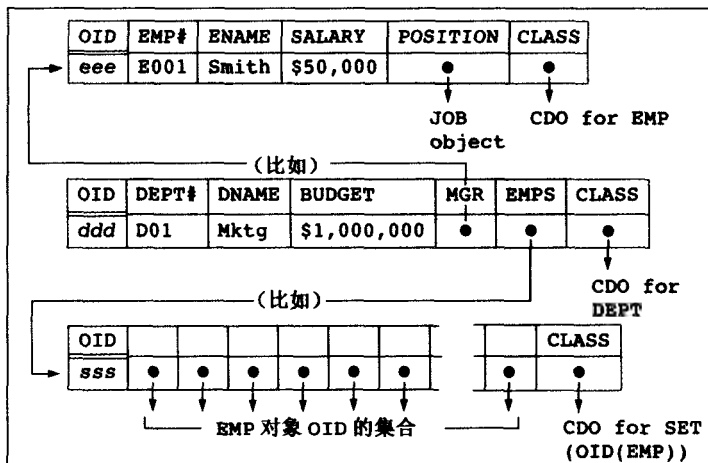 OID EMP# ENAME SALARY POSITION CLASS
eee E001 Smith $50,000
JOB object
CDO for EMP
(比如)
OID DEPT# DNAME BUDGET MGR EMPS CLASS
ddd D01 Mktg $1,000,000
CDO for DEPT
(比如)
OID CLASS
sss
EMP 对象 OID 的集合
CDO for SET
(OID(EMP))